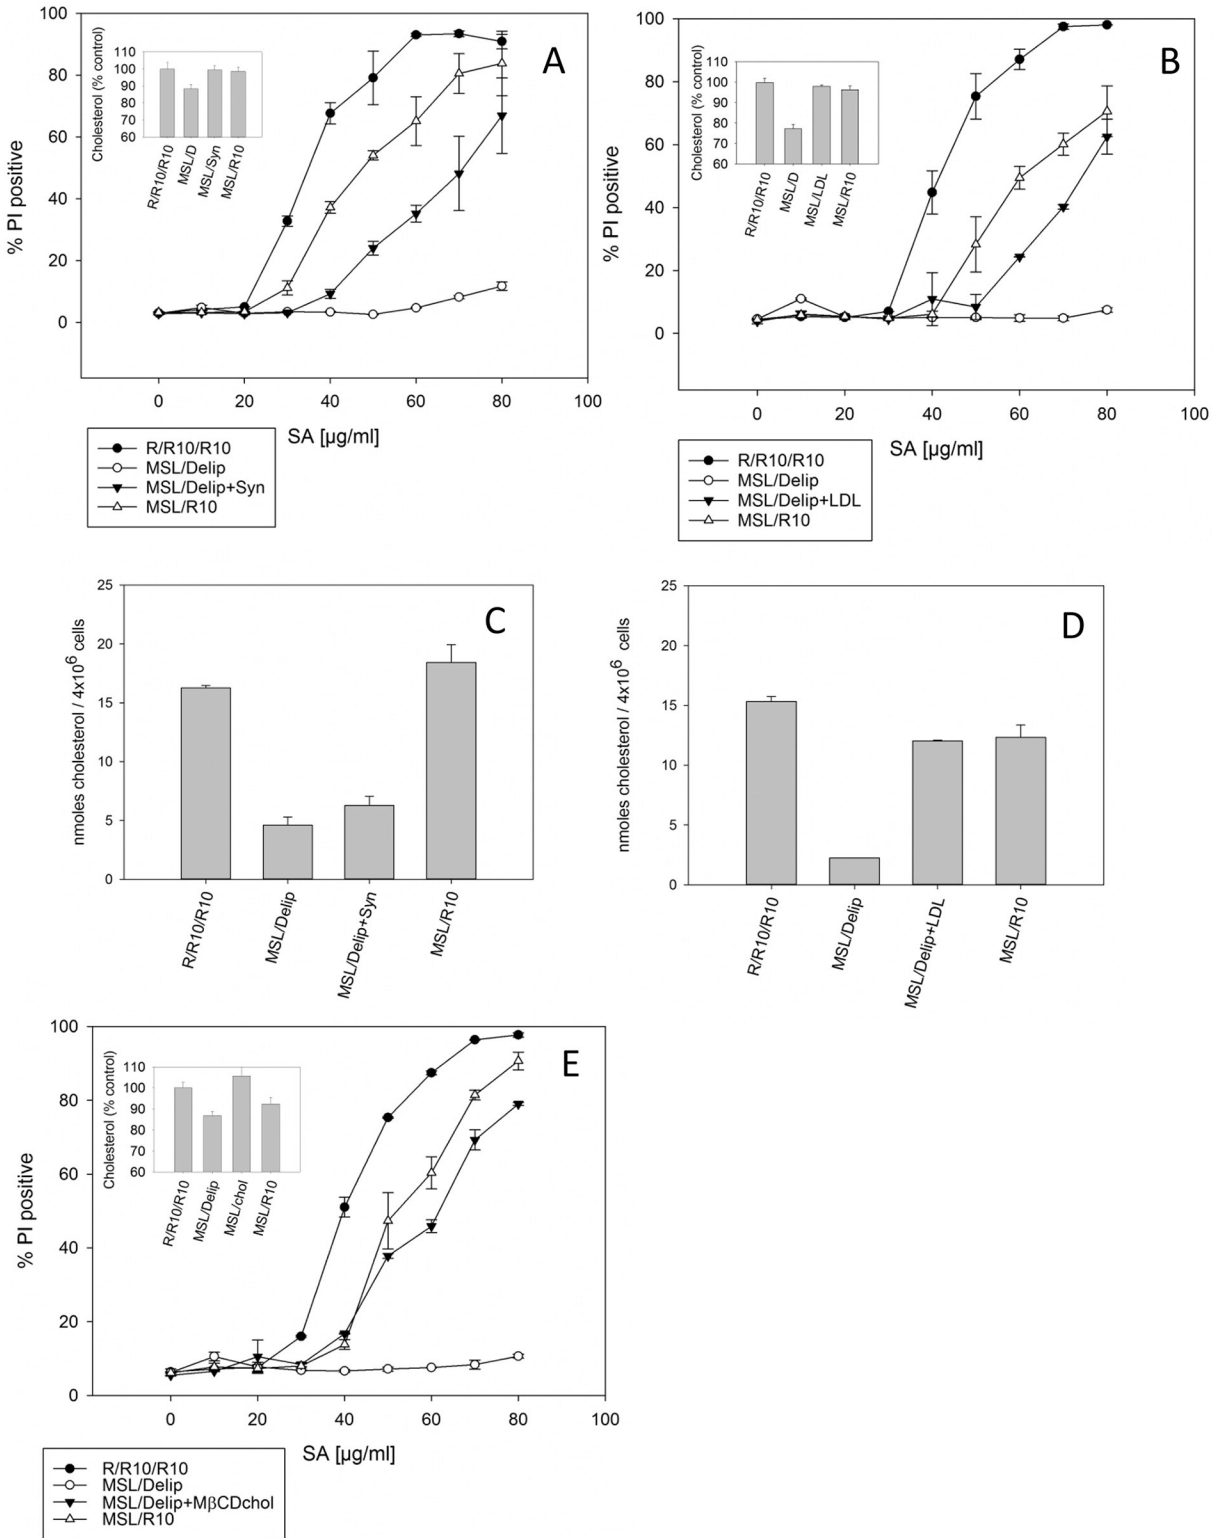 A
% PI positive
100
80
60
40
20
0
Cholesterol (% control)
110
100
90
80
70
60
R/R10/R10
MSL/D
MSL/Syn
MSL/R10
0 20 40 60 80 100
SA [µg/ml]
R/R10/R10
MSL/Delip
MSL/Delip+Syn
MSL/R10
B
% PI positive
100
80
60
40
20
0
Cholesterol (% control)
110
100
90
80
70
60
R/R10/R10
MSL/D
MSL/LDL
MSL/R10
0 20 40 60 80 100
SA [µg/ml]
R/R10/R10
MSL/Delip
MSL/Delip+LDL
MSL/R10
C
nmoles cholesterol / 4x10⁶ cells
25
20
15
10
5
0
R/R10/R10
MSL/Delip
MSL/Delip+Syn
MSL/R10
D
nmoles cholesterol / 4x10⁶ cells
25
20
15
10
5
0
R/R10/R10
MSL/Delip
MSL/Delip+LDL
MSL/R10
E
% PI positive
100
80
60
40
20
0
Cholesterol (% control)
110
100
90
80
70
60
R/R10/R10
MSL/Delip
MSL/chol
MSL/R10
0 20 40 60 80 100
SA [µg/ml]
R/R10/R10
MSL/Delip
MSL/Delip+MβCDchol
MSL/R10